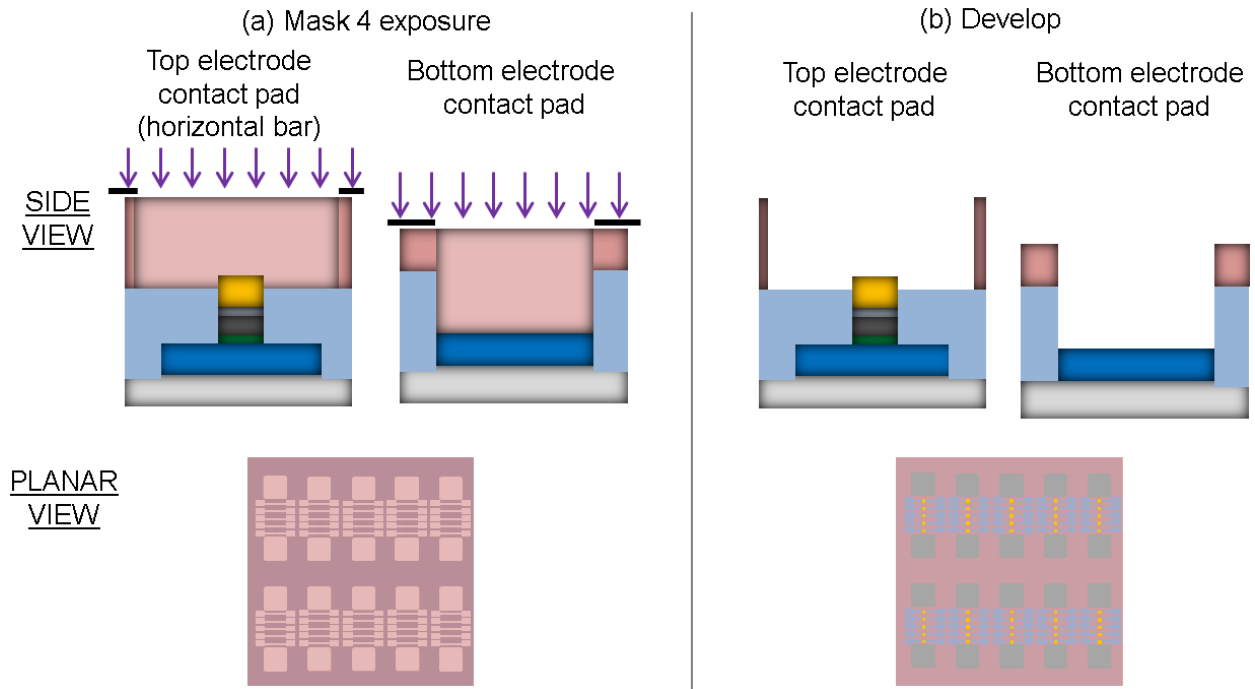 (a) Mask 4 exposure
Top electrode
contact pad
(horizontal bar)
Bottom electrode
contact pad
SIDE
VIEW
PLANAR
VIEW
(b) Develop
Top electrode
contact pad
Bottom electrode
contact pad